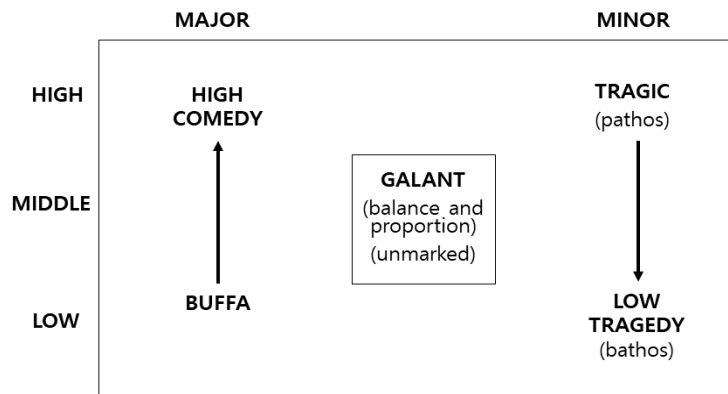 MAJOR
MINOR
HIGH
HIGH
COMEDY
TRAGIC
(pathos)
MIDDLE
GALANT
(balance and
proportion)
(unmarked)
LOW
BUFFA
LOW
TRAGEDY
(bathos)